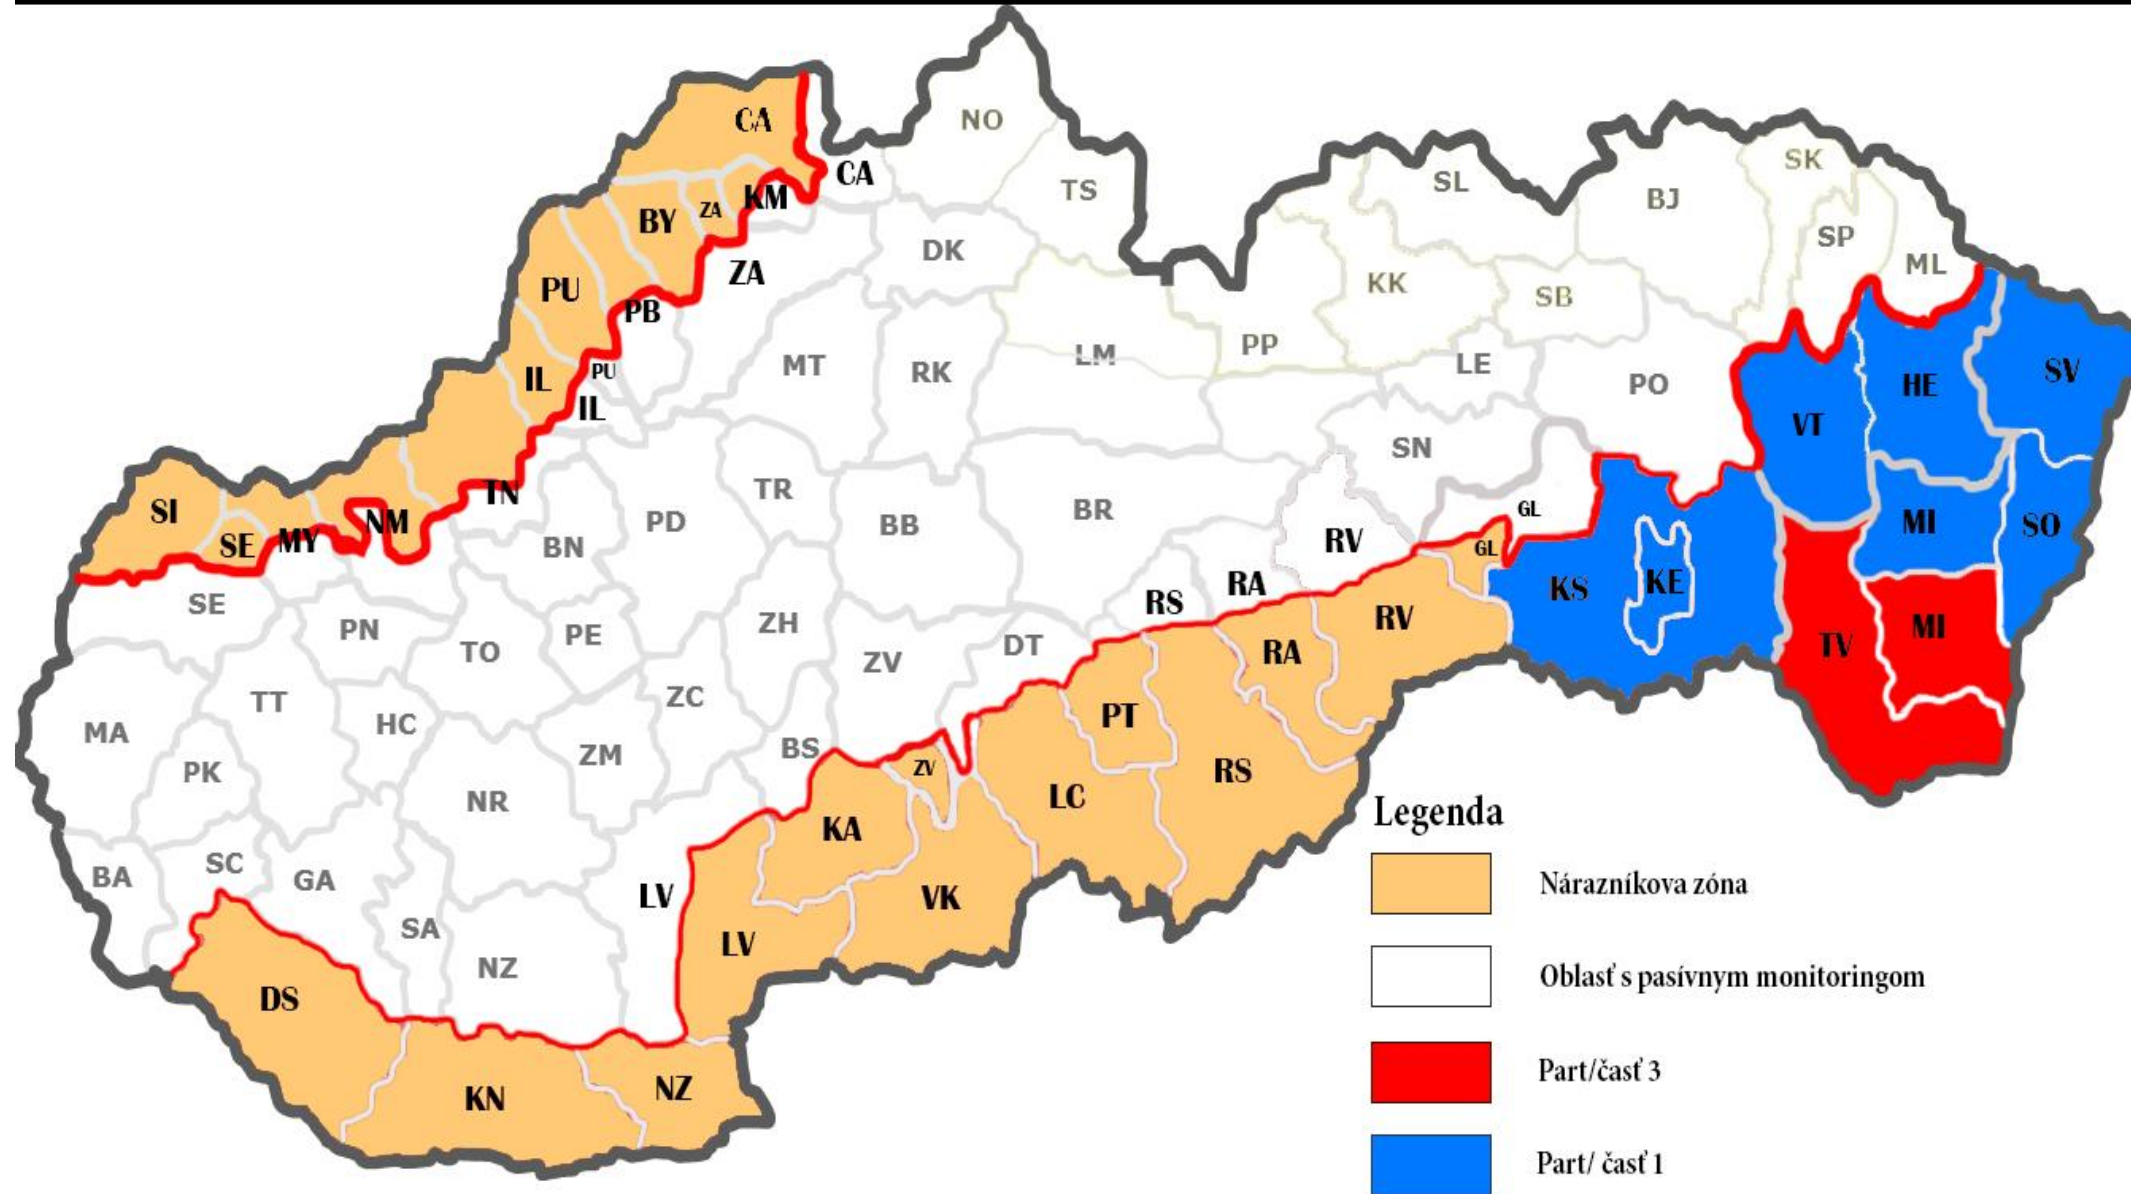 CA
NO
CA
KM
TS
SL
BJ
SK
SP
ML
BY
ZA
ZA
DK
KK
SB
PU
PB
MT
RK
LM
PP
LE
PO
HE
SV
IL
PU
IL
VT
SN
TN
TR
SI
NM
PD
BB
BR
GL
MI
SO
SE
MY
BN
RV
GL
KS
KE
SE
PN
TO
PE
ZH
RS
RA
RV
TV
MI
ZV
DT
RA
MA
TT
HC
ZC
PT
PK
ZM
BS
ZV
RS
NR
LC
KA
Legenda
BA
SC
GA
LV
VK
Nárazníkova zóna
SA
LV
NZ
Oblasť s pasívnym monitoringom
DS
KN
NZ
Part/časť 3
Part/ časť 1